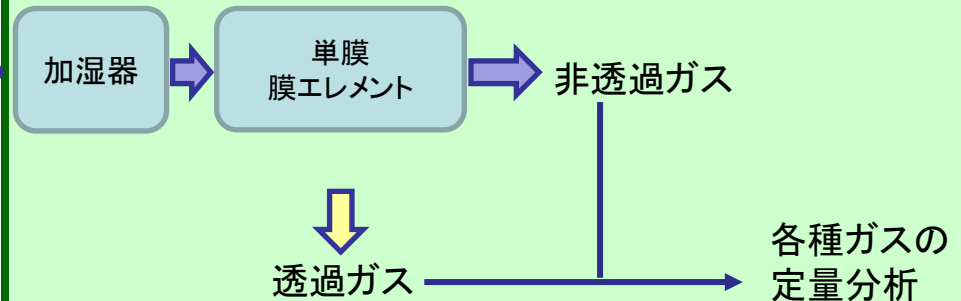 加湿器
単膜
膜エレメント
非透過ガス
透過ガス
各種ガスの
定量分析